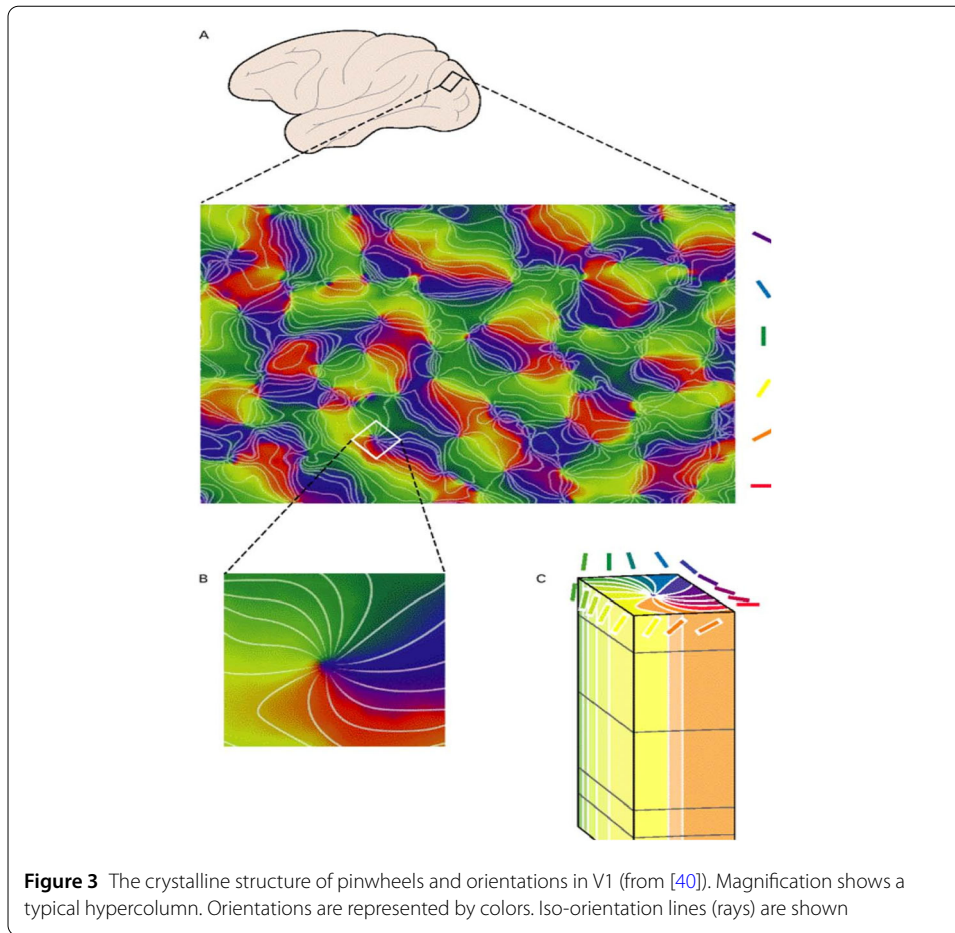 A
B
C
Figure 3 The crystalline structure of pinwheels and orientations in V1 (from [40]). Magnification shows a
typical hypercolumn. Orientations are represented by colors. Iso-orientation lines (rays) are shown